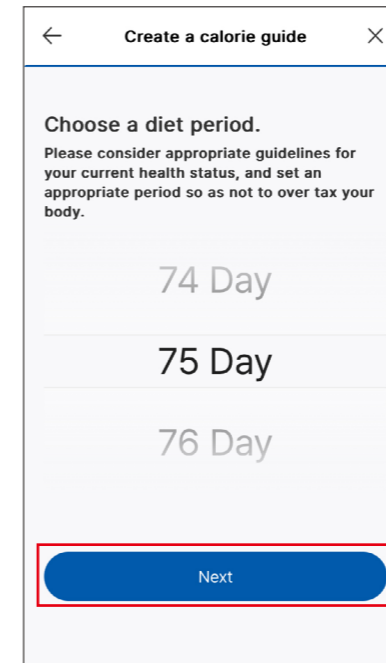 Create a calorie guide
Choose a diet period.
Please consider appropriate guidelines for
your current health status, and set an
appropriate period so as not to over tax your
body.
74 Day
75 Day
76 Day
Next